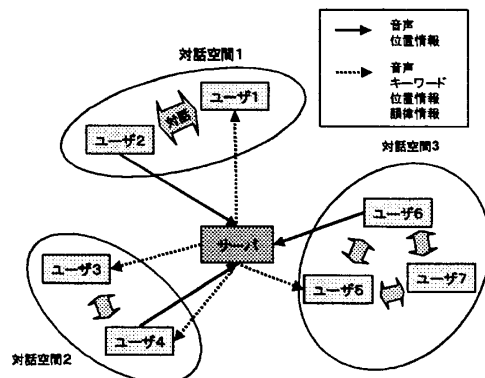 対話空間1
ユーザ1
対話
ユーザ2
音声
位置情報
音声
キーワード
位置情報
韻律情報
対話空間3
ユーザ6
サーバ
ユーザ3
ユーザ5
ユーザ7
ユーザ4
対話空間2